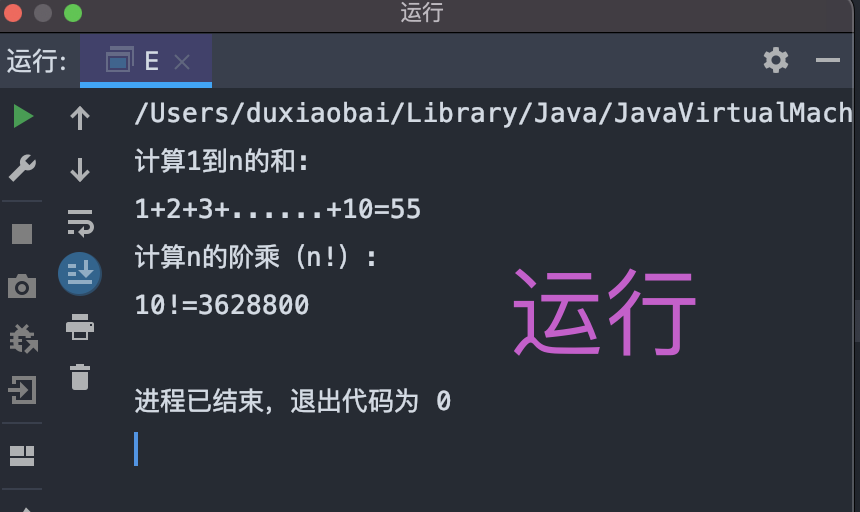 运行
运行:
E
/Users/duxiaobai/Library/Java/JavaVirtualMach
计算1到n的和:
1+2+3+......+10=55
计算n的阶乘（n!）:
10!=3628800
运行
进程已结束，退出代码为 0